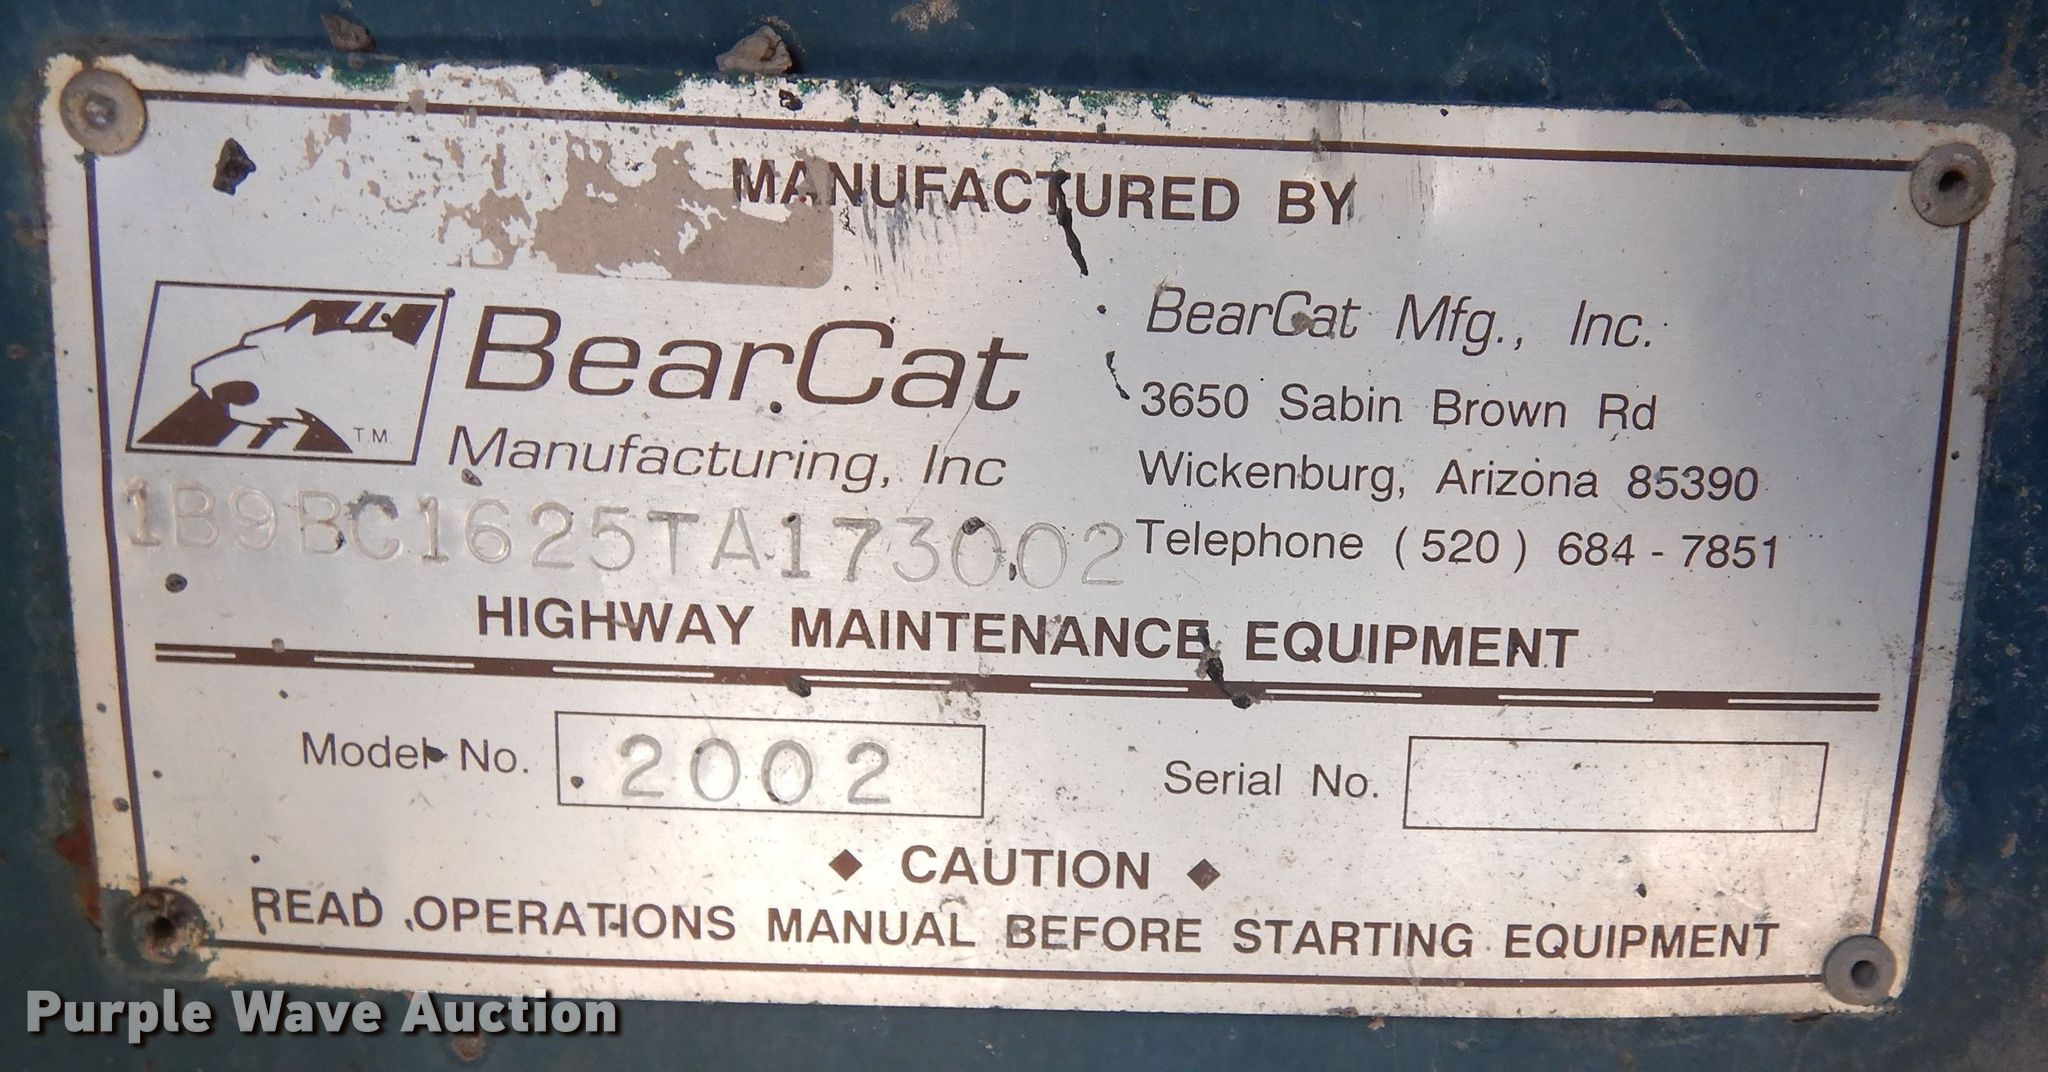 MANUFACTURED BY
T.M.
BearCat
Manufacturing, Inc
BearCat Mfg., Inc.
3650 Sabin Brown Rd
Wickenburg, Arizona 85390
Telephone (520) 684-7851
1B9BC1625TA173002
HIGHWAY MAINTENANCE EQUIPMENT
Model No. 2002
Serial No.
CAUTION
READ OPERATIONS MANUAL BEFORE STARTING EQUIPMENT
Purple Wave Auction